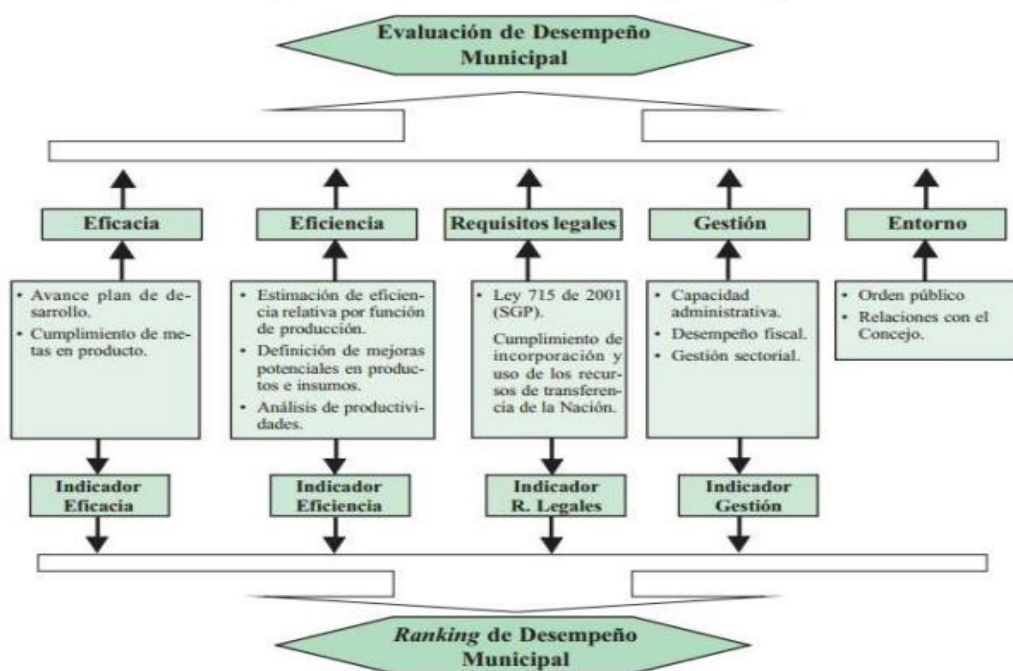 Evaluación de Desempeño
Municipal
Eficacia
Eficiencia
Requisitos legales
Gestión
Entorno
• Avance plan de de-
sarrollo.
• Cumplimiento de me-
tas en producto.
• Estimación de eficien-
cia relativa por función
de producción.
• Definición de mejoras
potenciales en produc-
tos e insumos.
• Análisis de productivi-
dades.
• Ley 715 de 2001
(SGP).
Cumplimiento de
incorporación y
uso de los recur-
sos de transferen-
cia de la Nación.
• Capacidad
administrativa.
• Desempeño fiscal.
• Gestión sectorial.
• Orden público
• Relaciones con el
Concejo.
Indicador
Eficacia
Indicador
Eficiencia
Indicador
R. Legales
Indicador
Gestión
Ranking de Desempeño
Municipal